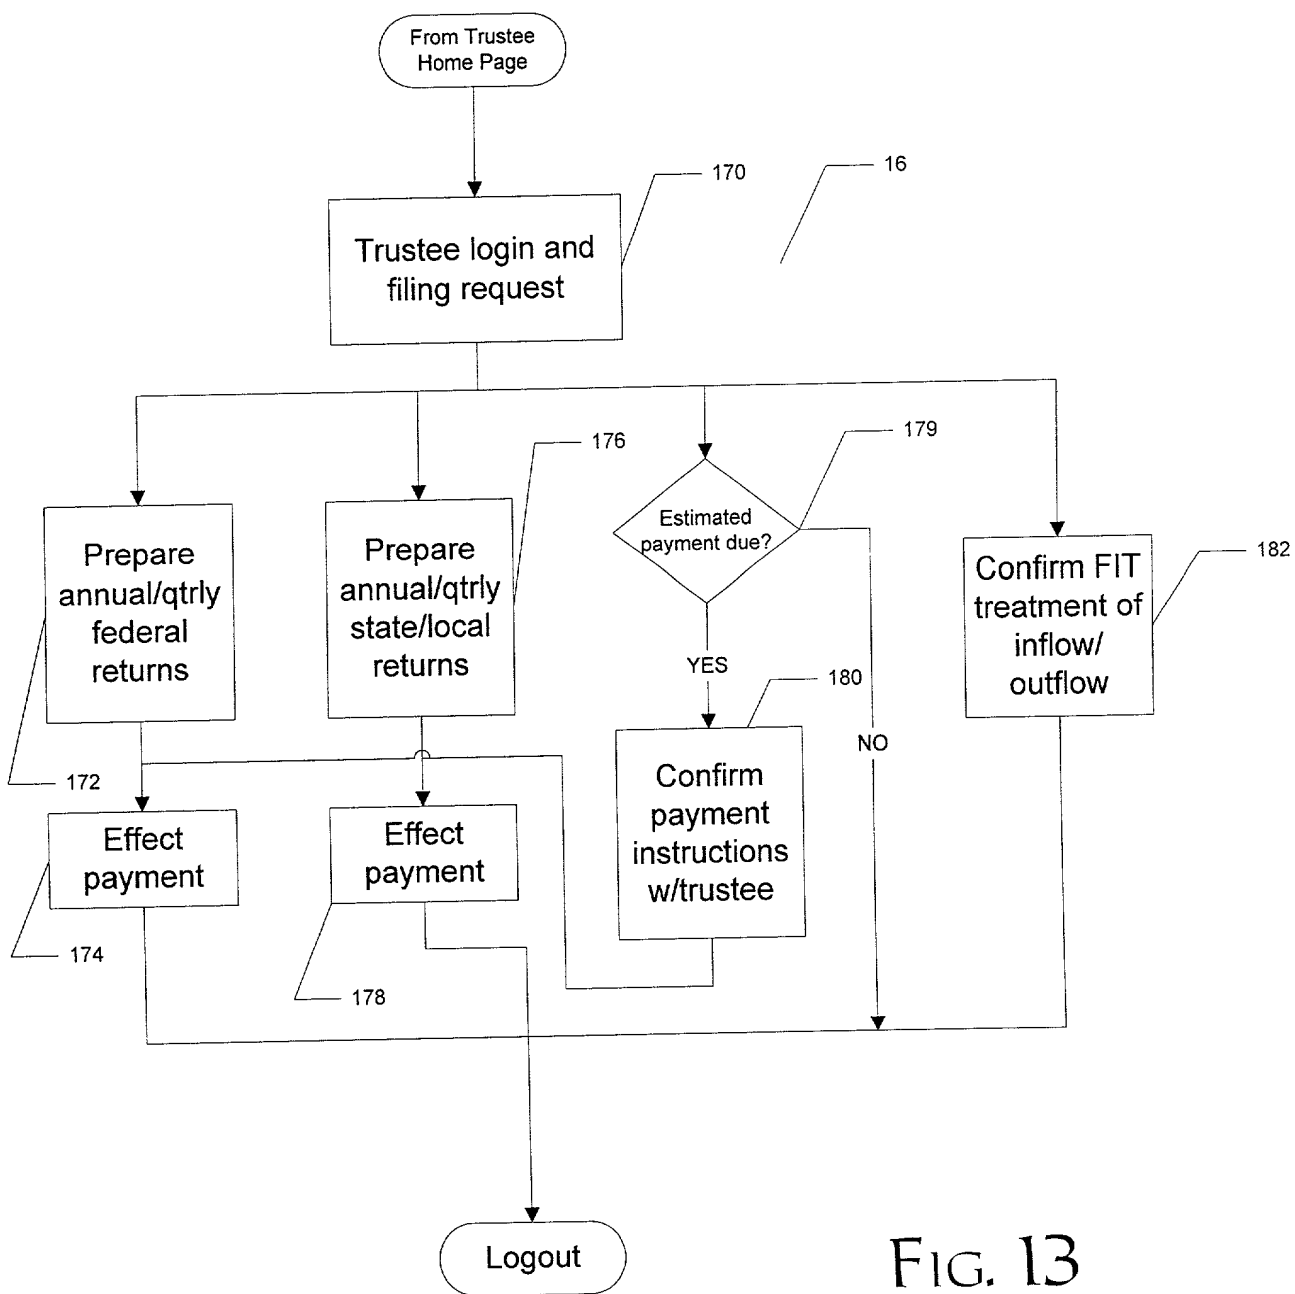 From Trustee
Home Page
170
16
Trustee login and
filing request
176
179
Estimated
payment due?
182
Prepare
annual/qtrly
federal
returns
Prepare
annual/qtrly
state/local
returns
Confirm FIT
treatment of
inflow/
outflow
YES
180
NO
172
Confirm
payment
instructions
w/trustee
Effect
payment
Effect
payment
174
178
Logout
FIG. 13